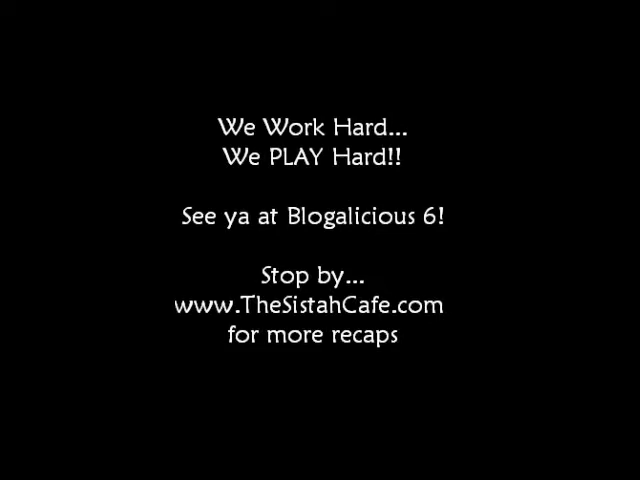 We Work Hard...
We PLAY Hard!!
See ya at Blogalicious 6!
Stop by...
www.TheSistahCafe.com
for more recaps